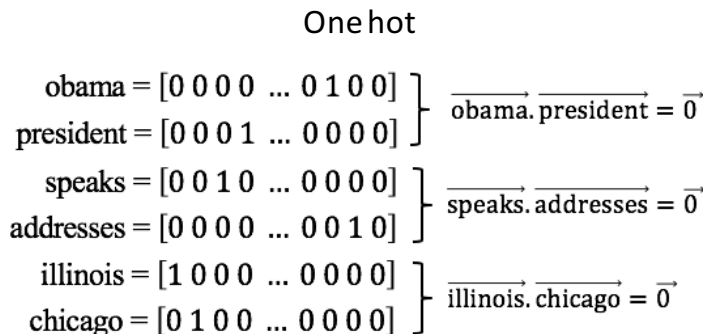 One hot
obama = [0 0 0 0 ... 0 1 0 0]
president = [0 0 0 1 ... 0 0 0 0]
obama. president = 0
speaks = [0 0 1 0 ... 0 0 0 0]
addresses = [0 0 0 0 ... 0 0 1 0]
speaks. addresses = 0
illinois = [1 0 0 0 ... 0 0 0 0]
chicago = [0 1 0 0 ... 0 0 0 0]
illinois. chicago = 0